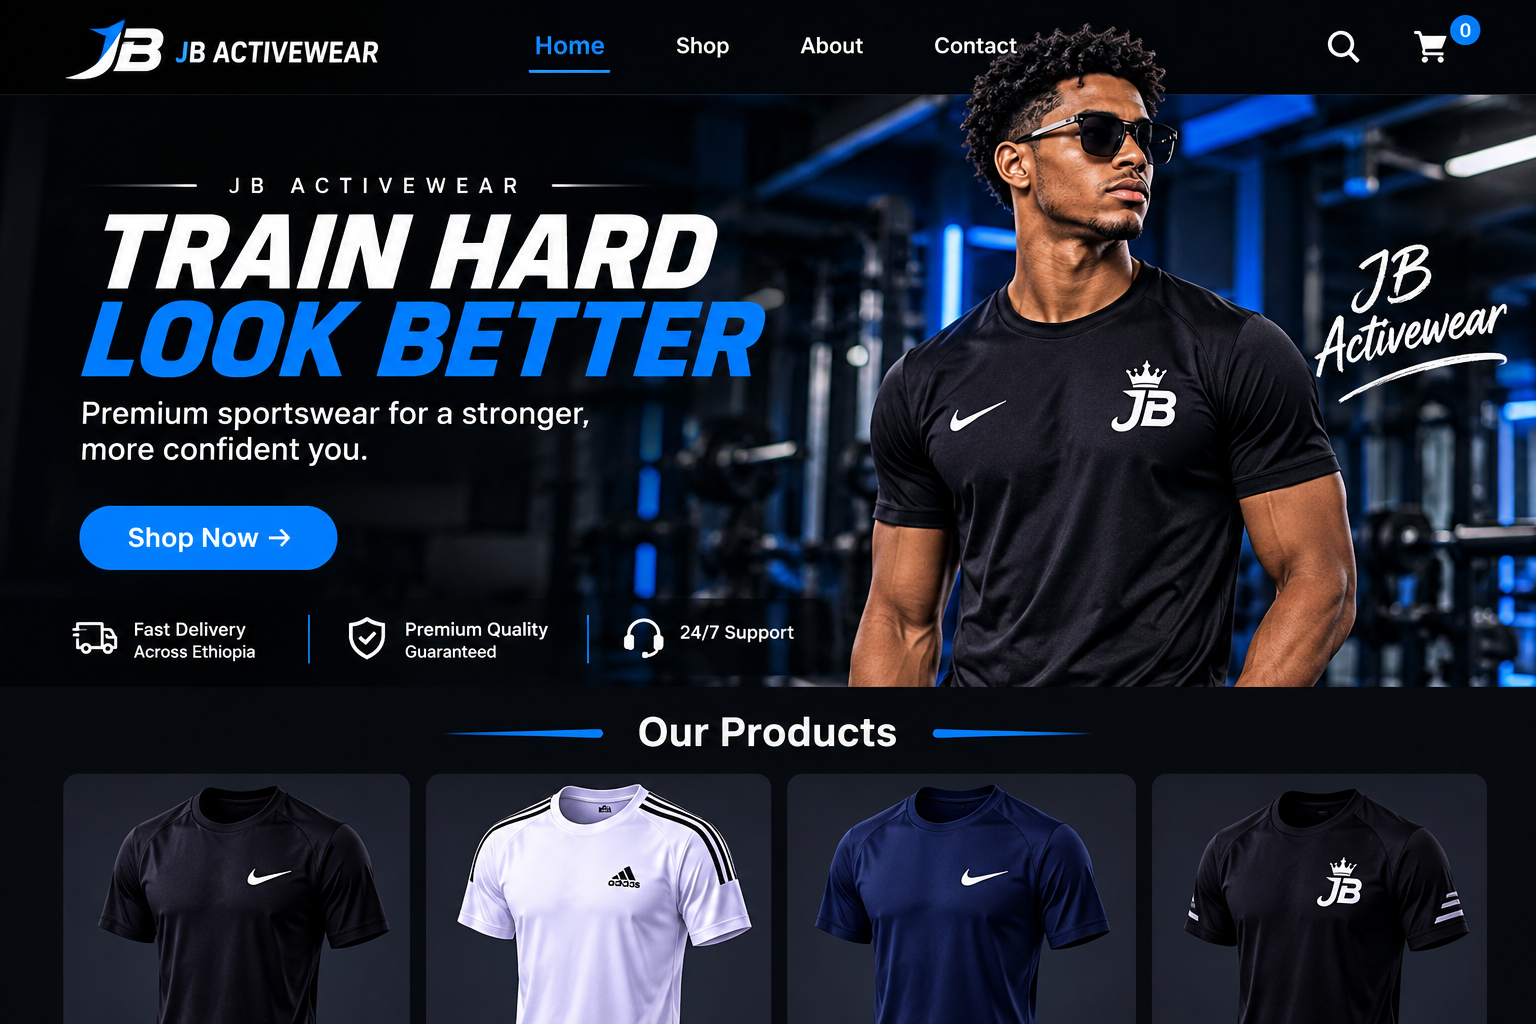 JB
JB ACTIVEWEAR
Home
Shop
About
Contact
0
JB ACTIVEWEAR
TRAIN HARD
LOOK BETTER
Premium sportswear for a stronger,
more confident you.
Shop Now →
Fast Delivery
Across Ethiopia
Premium Quality
Guaranteed
24/7 Support
JB
JB
Activewear
Our Products
adidas
JB